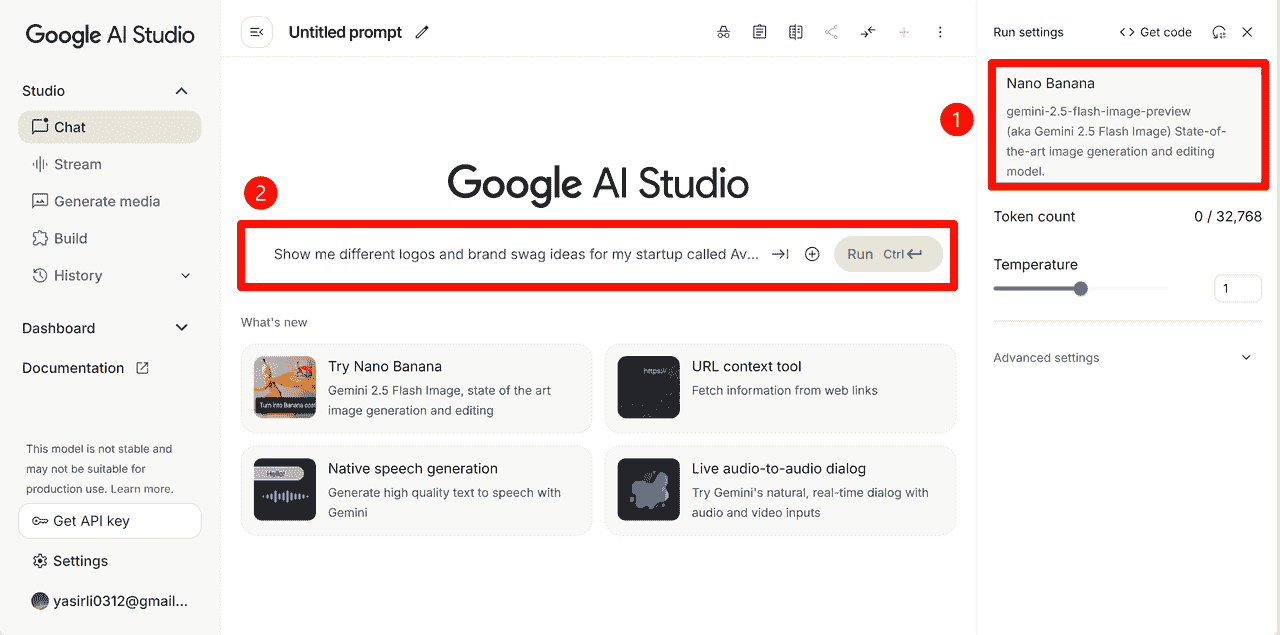 Google AI Studio
Studio
Chat
Stream
Generate media
Build
History
Dashboard
Documentation
This model is not stable and
may not be suitable for
production use. Learn more.
Get API key
Settings
yasirli0312@gmail...
Untitled prompt
Google AI Studio
2
Show me different logos and brand swag ideas for my startup called Av... Run Ctrl
What's new
Try Nano Banana
Gemini 2.5 Flash Image, state of the art
image generation and editing
Turn into Banana cost
URL context tool
Fetch information from web links
https://
Native speech generation
Generate high quality text to speech with
Gemini
Hello!
Live audio-to-audio dialog
Try Gemini's natural, real-time dialog with
audio and video inputs
Run settings
Get code
1
Nano Banana
gemini-2.5-flash-image-preview
(aka Gemini 2.5 Flash Image) State-of-
the-art image generation and editing
model.
Token count 0 / 32,768
Temperature
1
Advanced settings